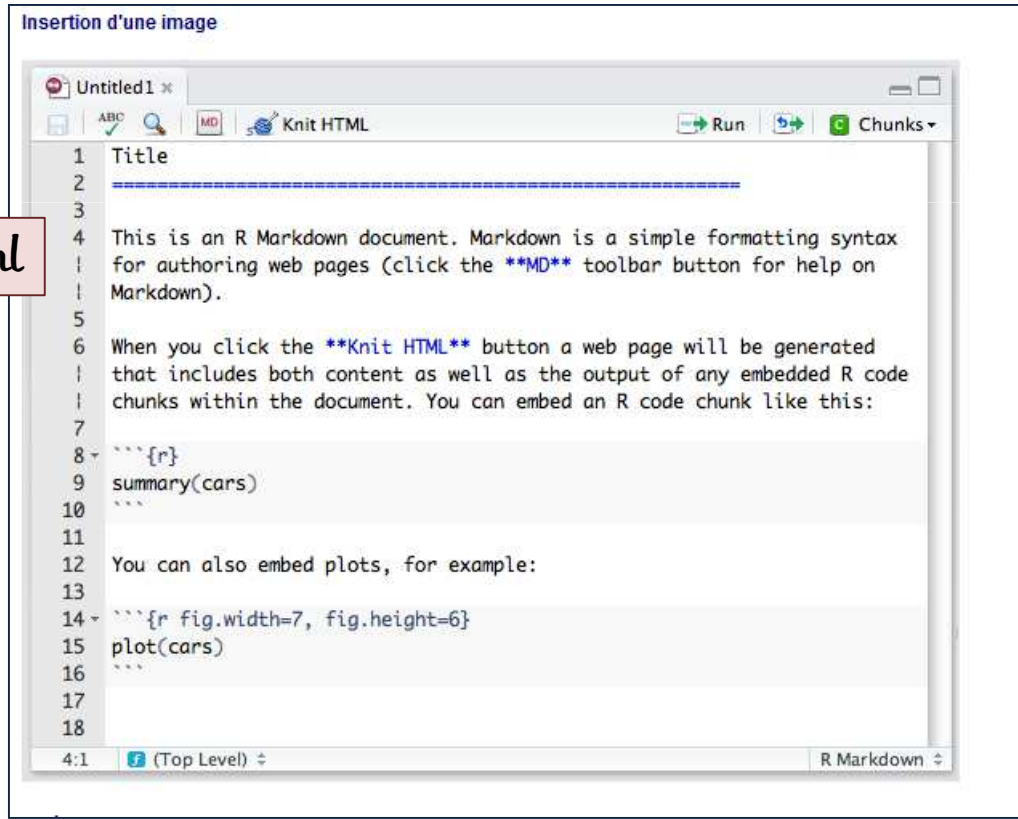 Insertion d'une image
Untitled1 ×
ABC MD Knit HTML Run C Chunks
1 Title
2 ========================================================
3
4 This is an R Markdown document. Markdown is a simple formatting syntax
for authoring web pages (click the **MD** toolbar button for help on
Markdown).
5
6 When you click the **Knit HTML** button a web page will be generated
that includes both content as well as the output of any embedded R code
chunks within the document. You can embed an R code chunk like this:
7
8 ```{r}
9 summary(cars)
10 ```
11
12 You can also embed plots, for example:
13
14 ```{r fig.width=7, fig.height=6}
15 plot(cars)
16 ```
17
18
4:1 (Top Level) R Markdown